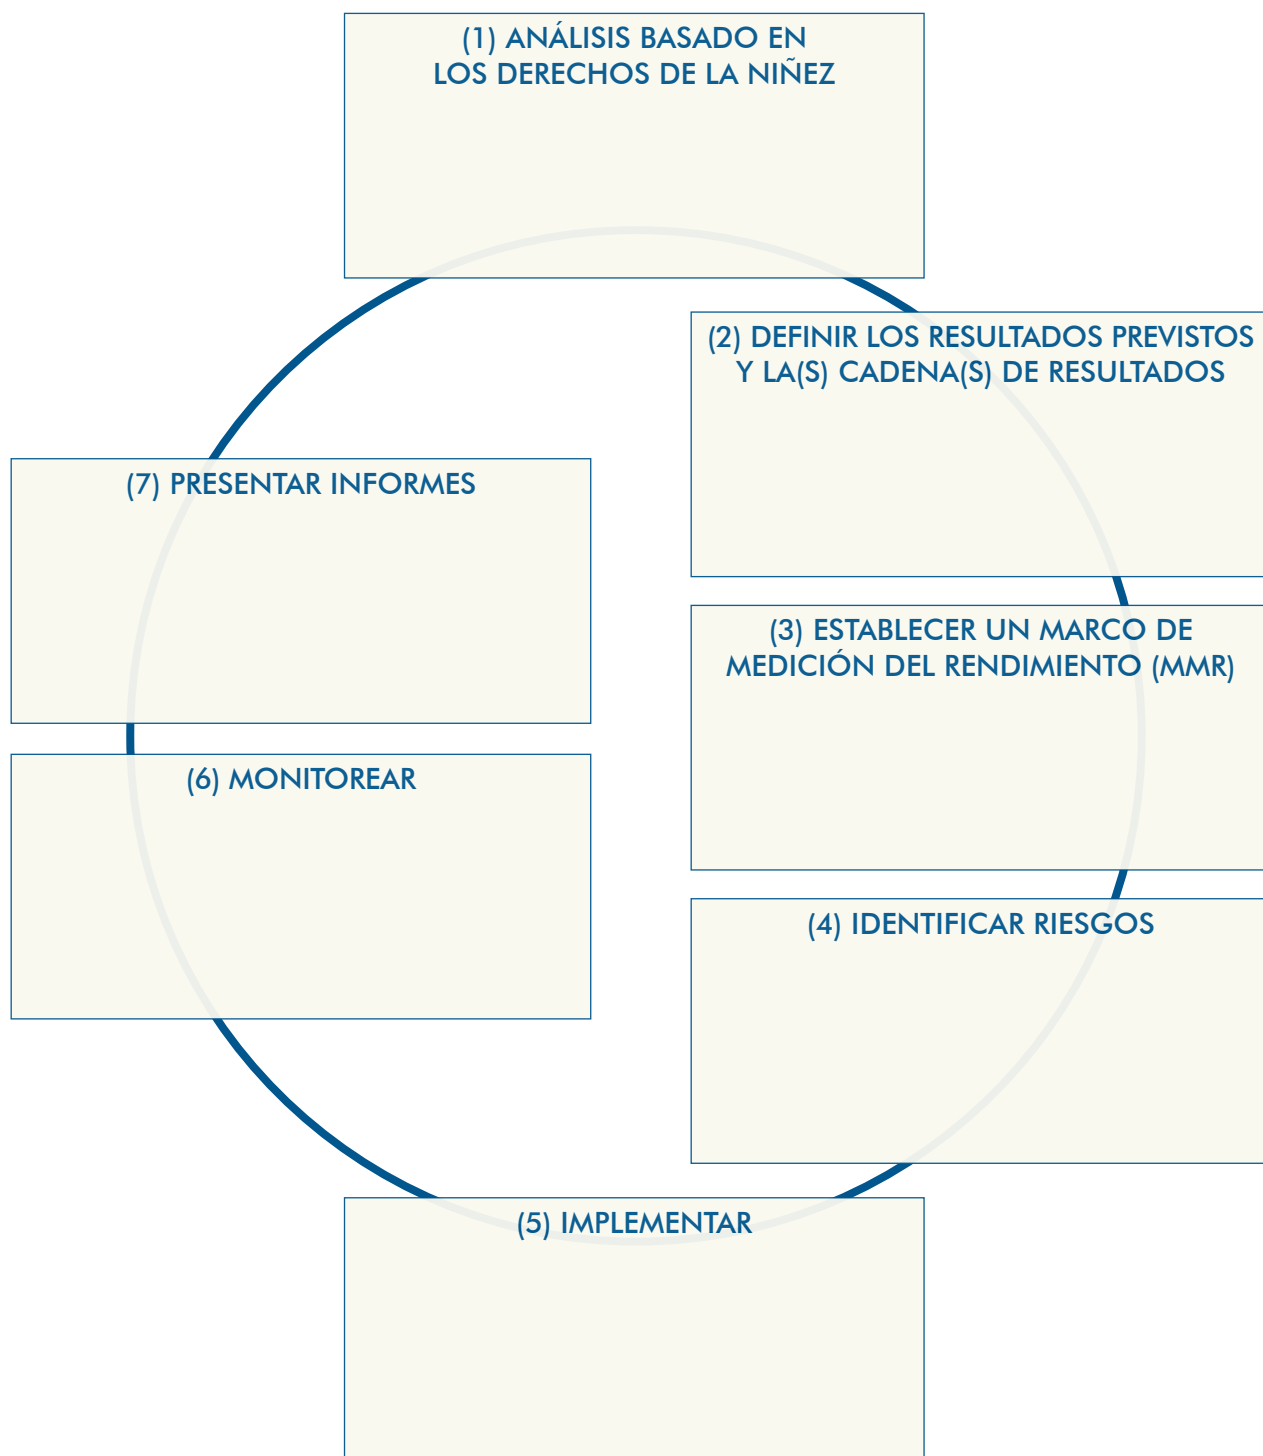 (1) ANÁLISIS BASADO EN
LOS DERECHOS DE LA NIÑEZ
(2) DEFINIR LOS RESULTADOS PREVISTOS
Y LA(S) CADENA(S) DE RESULTADOS
(3) ESTABLECER UN MARCO DE
MEDICIÓN DEL RENDIMIENTO (MMR)
(4) IDENTIFICAR RIESGOS
(5) IMPLEMENTAR
(6) MONITOREAR
(7) PRESENTAR INFORMES